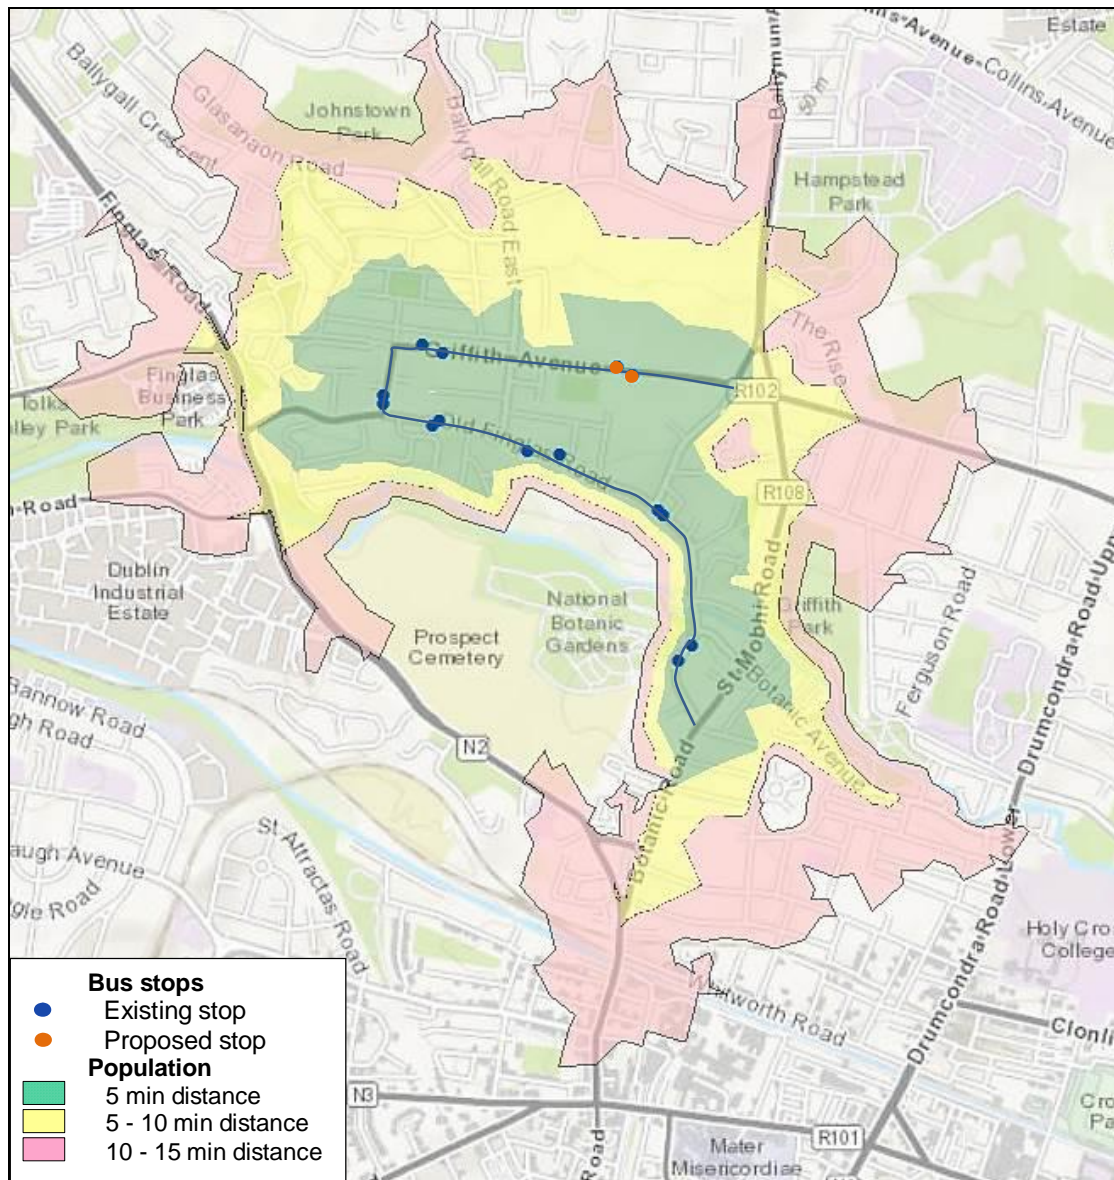 Ballygall Crescent
Glasanaon Road
Johnstown
Park
Ballygall Road East
Ballymun
50 m
Collins-Avenue
Estate
Hampstead
Park
Finglas-Road
The Rise
Griffith-Avenue
R102
Finglas
Business
Park
Tolka
alley Park
Old Finglas Road
R108
n-Road
Dublin
Industrial
Estate
National
Botanic
Gardens
Prospect
Cemetery
St-Mobhi Road
Griffith
Park
Botanic-Avenue
Ferguson Road
Drumcondra-Road-Upp
Bannow Road
gh Road
N2
Botanic-Road
St Attractas Road
augh Avenue
gle Road
Drumcondra-Road-Lower
Holy Cro
College
Whitworth Road
Clonli
Cro
Pa
N3
R101
Road
Mater
Misericordiae
Bus stops
Existing stop
Proposed stop
Population
5 min distance
5 - 10 min distance
10 - 15 min distance